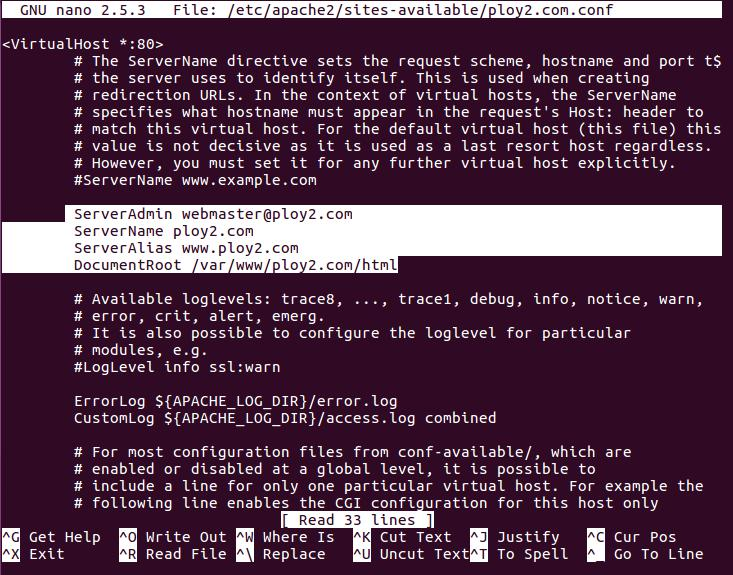 GNU nano 2.5.3 File: /etc/apache2/sites-available/ploy2.com.conf
<VirtualHost *:80>
# The ServerName directive sets the request scheme, hostname and port t$
# the server uses to identify itself. This is used when creating
# redirection URLs. In the context of virtual hosts, the ServerName
# specifies what hostname must appear in the request's Host: header to
# match this virtual host. For the default virtual host (this file) this
# value is not decisive as it is used as a last resort host regardless.
# However, you must set it for any further virtual host explicitly.
#ServerName www.example.com
ServerAdmin webmaster@ploy2.com
ServerName ploy2.com
ServerAlias www.ploy2.com
DocumentRoot /var/www/ploy2.com/html
# Available loglevels: trace8, ..., trace1, debug, info, notice, warn,
# error, crit, alert, emerg.
# It is also possible to configure the loglevel for particular
# modules, e.g.
#LogLevel info ssl:warn
ErrorLog ${APACHE_LOG_DIR}/error.log
CustomLog ${APACHE_LOG_DIR}/access.log combined
# For most configuration files from conf-available/, which are
# enabled or disabled at a global level, it is possible to
# include a line for only one particular virtual host. For example the
# following line enables the CGI configuration for this host only
[ Read 33 lines ]
^G Get Help ^O Write Out ^W Where Is ^K Cut Text ^J Justify ^C Cur Pos
^X Exit ^R Read File ^\ Replace ^U Uncut Text ^T To Spell ^_ Go To Line